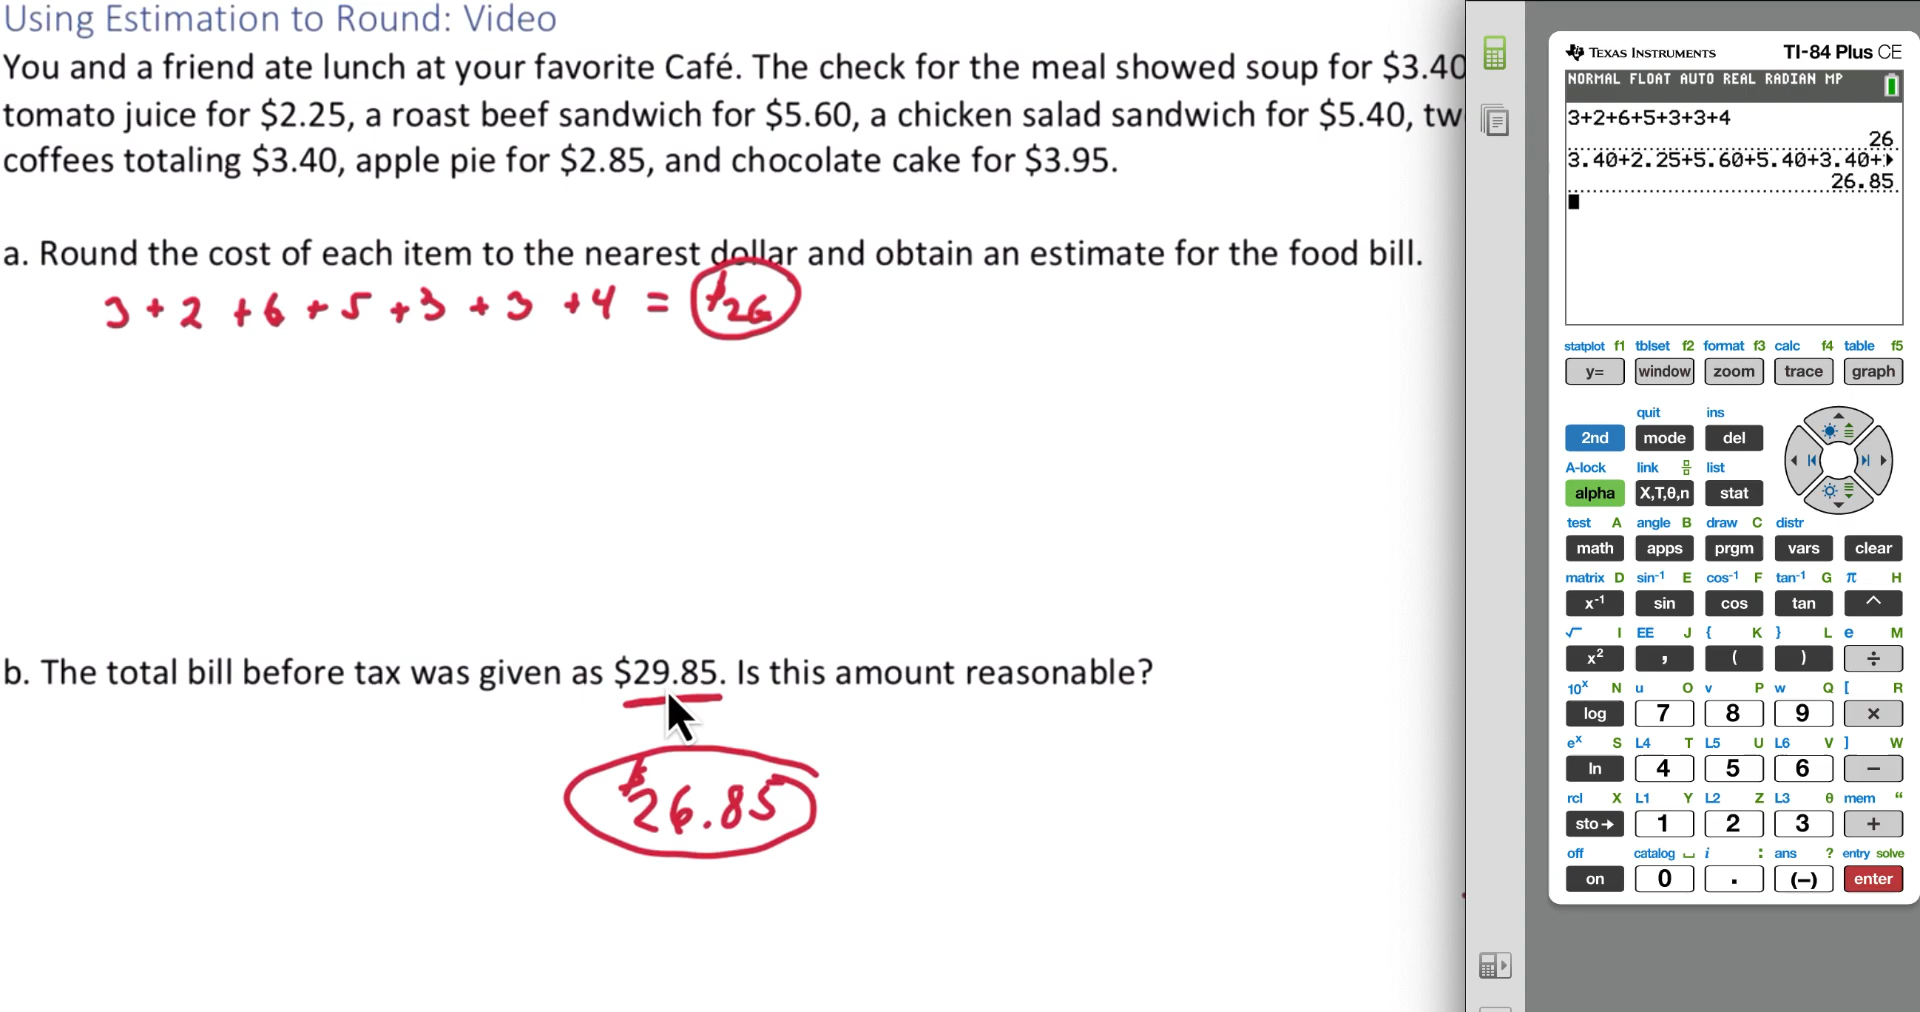 Using Estimation to Round: Video
You and a friend ate lunch at your favorite Café. The check for the meal showed soup for $3.40
tomato juice for $2.25, a roast beef sandwich for $5.60, a chicken salad sandwich for $5.40, tw
coffees totaling $3.40, apple pie for $2.85, and chocolate cake for $3.95.
a. Round the cost of each item to the nearest dollar and obtain an estimate for the food bill.
3 + 2 + 6 + 5 + 3 + 3 + 4 = $26
b. The total bill before tax was given as $29.85. Is this amount reasonable?
$26.85
TEXAS INSTRUMENTS TI-84 Plus CE
NORMAL FLOAT AUTO REAL RADIAN MP
3+2+6+5+3+3+4
26
3.40+2.25+5.60+5.40+3.40+
26.85
statplot f1 tblset f2 format f3 calc f4 table f5
y= window zoom trace graph
quit ins
2nd mode del
A-lock link list
alpha X,T,θ,n stat
test A angle B draw C distr
math apps prgm vars clear
matrix D sin⁻¹ E cos⁻¹ F tan⁻¹ G π H
x⁻¹ sin cos tan ^
√ I EE J { K } L e M
x² , ( ) ÷
10ˣ N u O v P w Q [ R
log 7 8 9 ×
eˣ S L4 T L5 U L6 V ] W
ln 4 5 6 −
rcl X L1 Y L2 Z L3 θ mem “
sto→ 1 2 3 +
off catalog ⎵ i : ans ? entry solve
on 0 . (−) enter